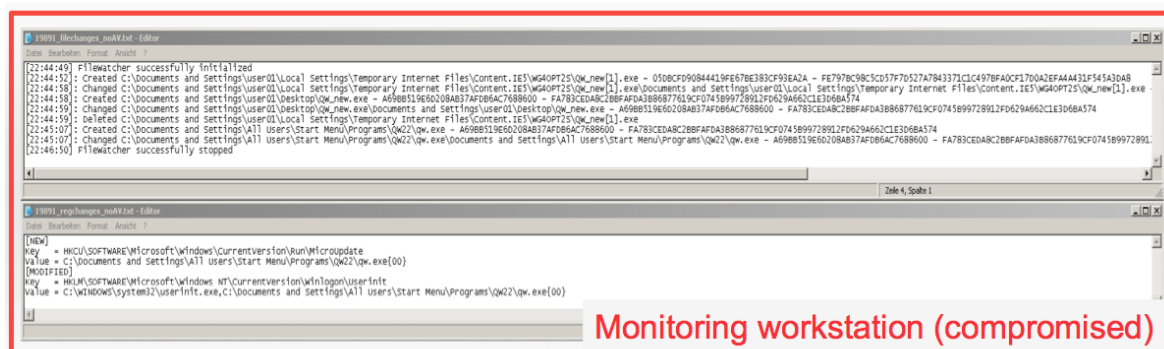 19891_filechanges_noAV.txt - Editor
Datei Bearbeiten Format Ansicht ?
[22:44:49] Filewatcher successfully initialized
[22:44:52]: Created C:\Documents and Settings\user01\Local Settings\Temporary Internet Files\Content.IE5\WG4OPT2S\QW_new[1].exe - 05DBCFD90844419FE67BE383CF93EA2A - FE797BC98C5CD57F7D527A7843371C1C497BFA0CF17D0A2EFA4A431F545A3DA8
[22:44:58]: Changed C:\Documents and Settings\user01\Local Settings\Temporary Internet Files\Content.IE5\WG4OPT2S\QW_new[1].exe\Documents and Settings\user01\Local Settings\Temporary Internet Files\Content.IE5\WG4OPT2S\QW_new[1].exe -
[22:44:58]: Created C:\Documents and Settings\user01\Desktop\QW_new.exe - A69BB519E6D208AB37AFDB6AC7688600 - FA783CEDA8C2BBFAFDA3B86877619CF0745B99728912FD629A662C1E3D6BA574
[22:44:59]: Changed C:\Documents and Settings\user01\Desktop\QW_new.exe\Documents and Settings\user01\Desktop\QW_new.exe - A69BB519E6D208AB37AFDB6AC7688600 - FA783CEDA8C2BBFAFDA3B86877619CF0745B99728912FD629A662C1E3D6BA574
[22:44:59]: Deleted C:\Documents and Settings\user01\Local Settings\Temporary Internet Files\Content.IE5\WG4OPT2S\QW_new[1].exe
[22:45:07]: Created C:\Documents and Settings\All Users\Start Menu\Programs\QW22\qw.exe - A69BB519E6D208AB37AFDB6AC7688600 - FA783CEDA8C2BBFAFDA3B86877619CF0745B99728912FD629A662C1E3D6BA574
[22:45:07]: Changed C:\Documents and Settings\All Users\Start Menu\Programs\QW22\qw.exe\Documents and Settings\All Users\Start Menu\Programs\QW22\qw.exe - A69BB519E6D208AB37AFDB6AC7688600 - FA783CEDA8C2BBFAFDA3B86877619CF0745B99728912
[22:46:50] Filewatcher successfully stopped
Zeile 4, Spalte 1
19891_regchanges_noAV.txt - Editor
Datei Bearbeiten Format Ansicht ?
[NEW]
Key = HKCU\SOFTWARE\Microsoft\Windows\CurrentVersion\Run\MicroUpdate
Value = C:\Documents and Settings\All Users\Start Menu\Programs\QW22\qw.exe{00}
[MODIFIED]
Key = HKLM\SOFTWARE\Microsoft\Windows NT\CurrentVersion\Winlogon\Userinit
Value = C:\WINDOWS\system32\userinit.exe,C:\Documents and Settings\All Users\Start Menu\Programs\QW22\qw.exe{00}
Monitoring workstation (compromised)